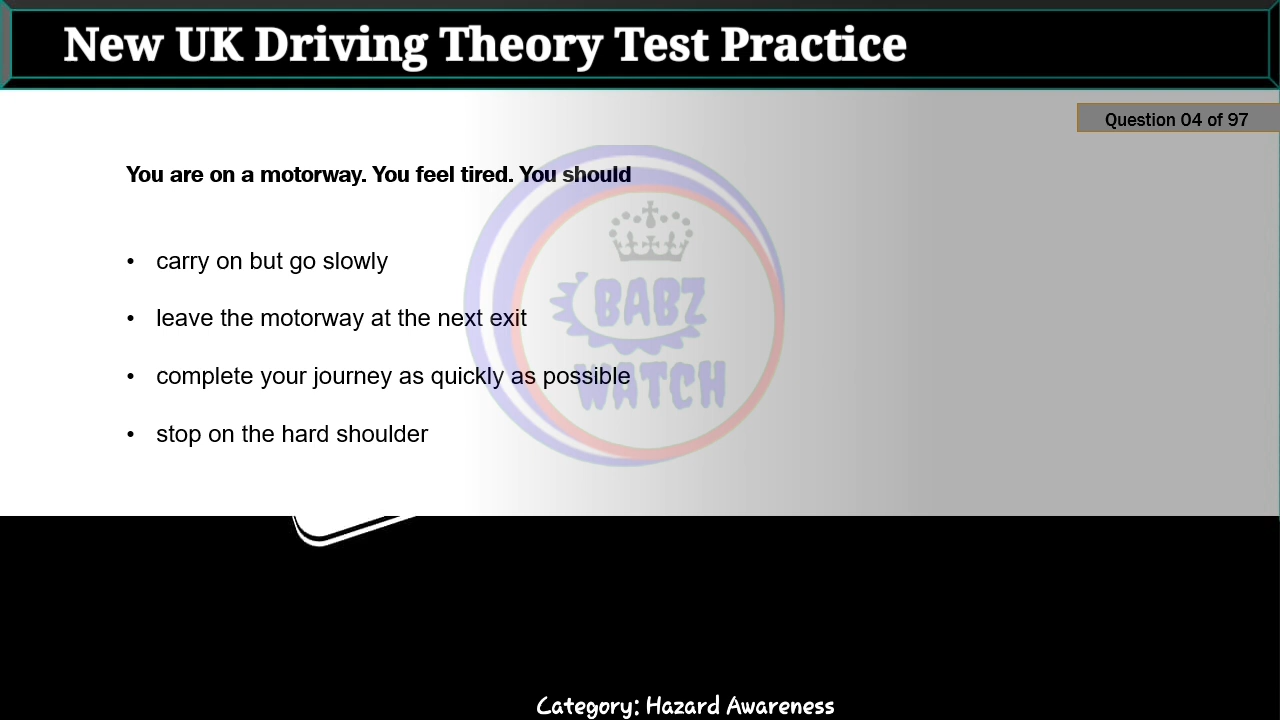 New UK Driving Theory Test Practice
Question 04 of 97
You are on a motorway. You feel tired. You should
• carry on but go slowly
• leave the motorway at the next exit
• complete your journey as quickly as possible
• stop on the hard shoulder
BABZ
WATCH
Category: Hazard Awareness